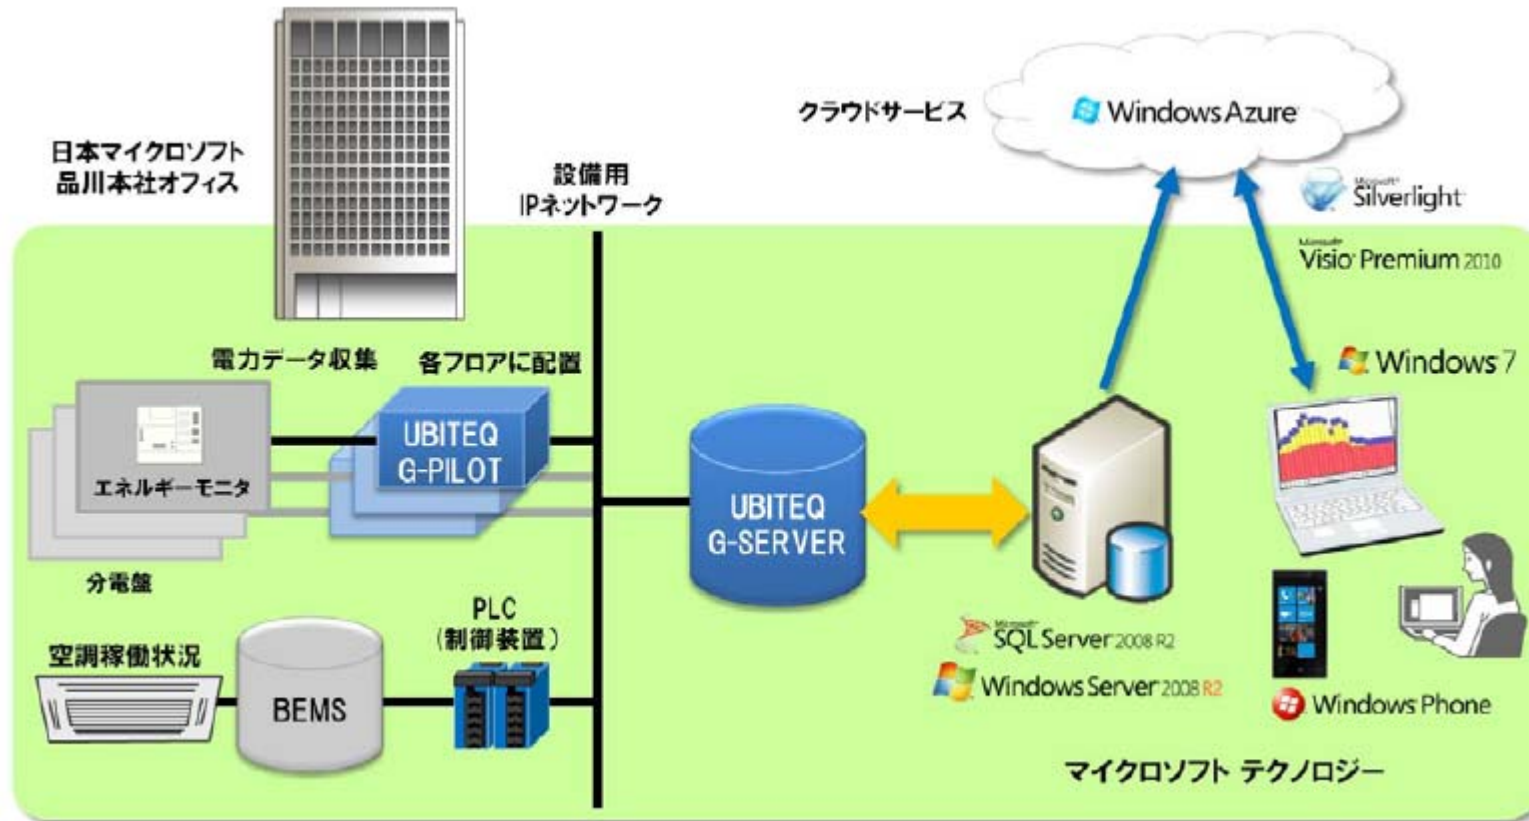 日本マイクロソフト
品川本社オフィス
設備用
IPネットワーク
クラウドサービス
Windows Azure
Microsoft
Silverlight
Microsoft
Visio Premium 2010
電力データ収集
各フロアに配置
エネルギーモニタ
UBITEQ
G-PILOT
分電盤
UBITEQ
G-SERVER
Windows 7
空調稼働状況
BEMS
PLC
(制御装置)
Microsoft
SQL Server 2008 R2
Windows Server 2008 R2
Windows Phone
マイクロソフト テクノロジー